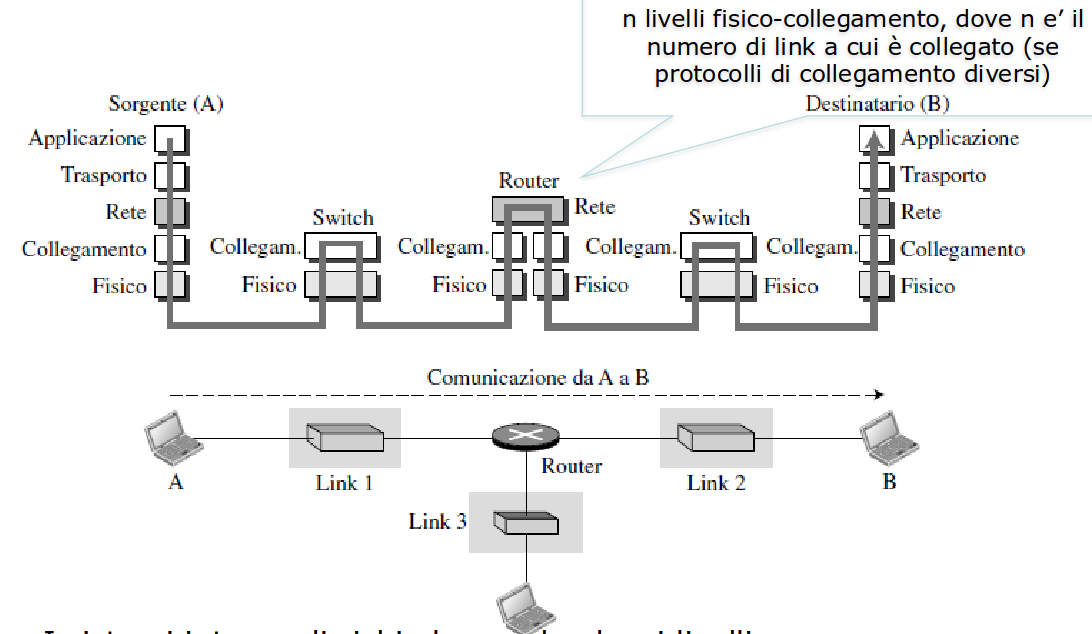 n livelli fisico-collegamento, dove n e’ il
numero di link a cui è collegato (se
protocolli di collegamento diversi)
Sorgente (A)
Destinatario (B)
Applicazione
Applicazione
Trasporto
Trasporto
Router
Rete
Switch
Rete
Switch
Rete
Collegamento
Collegam.
Collegam.
Collegam.
Collegam.
Collegamento
Fisico
Fisico
Fisico
Fisico
Fisico
Fisico
Comunicazione da A a B
A
Link 1
Router
Link 2
B
Link 3